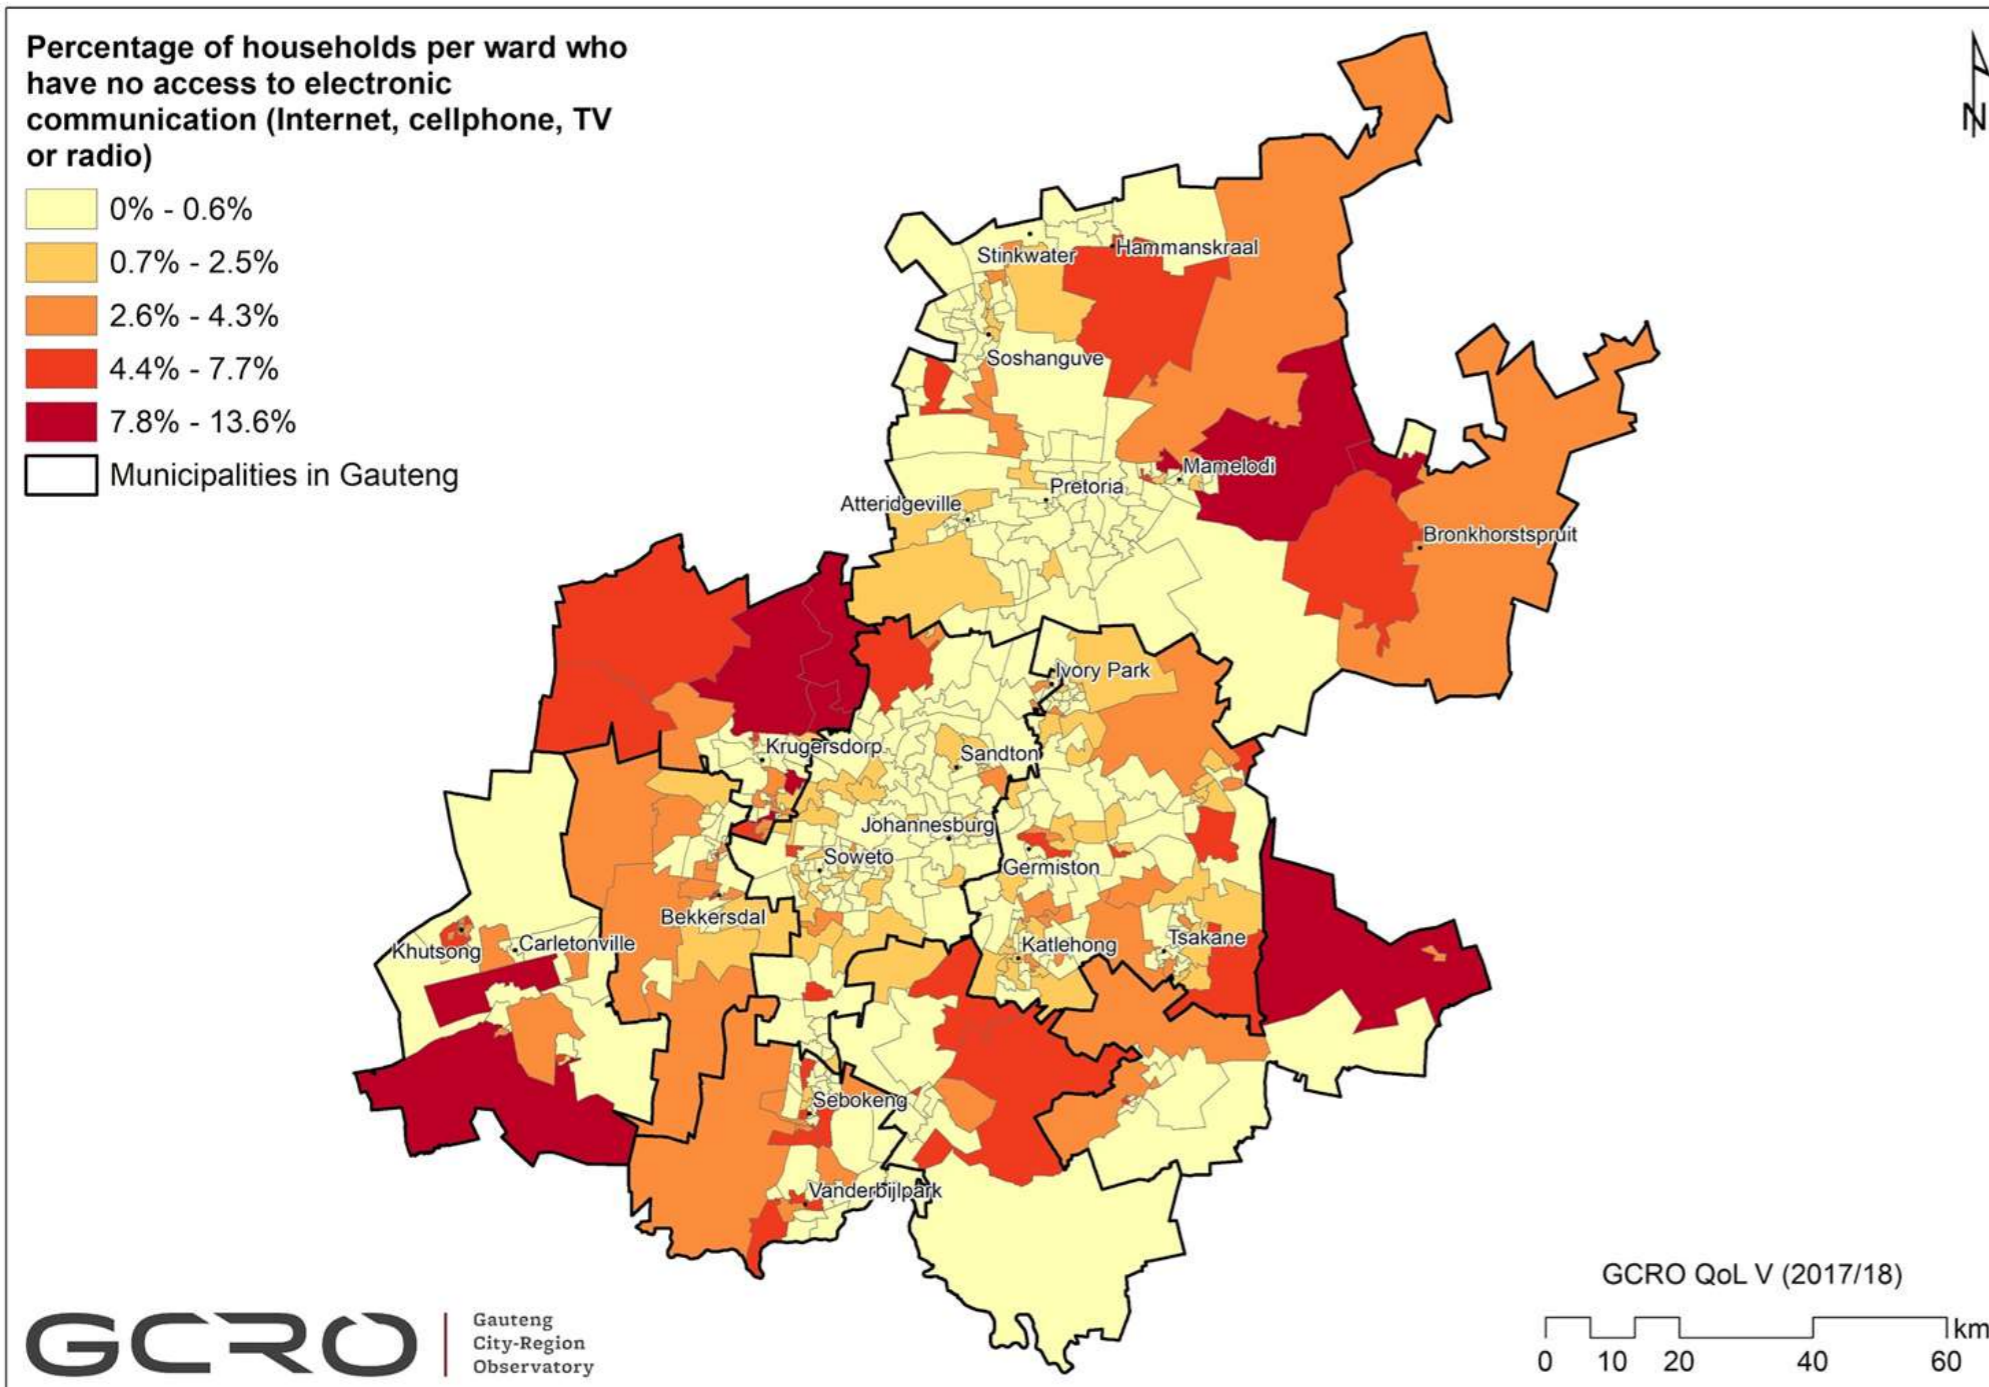 Percentage of households per ward who
have no access to electronic
communication (Internet, cellphone, TV
or radio)
0% - 0.6%
0.7% - 2.5%
2.6% - 4.3%
4.4% - 7.7%
7.8% - 13.6%
Municipalities in Gauteng
N
Stinkwater
Hammanskraal
Soshanguve
Mamelodi
Pretoria
Atteridgeville
Bronkhorstspruit
Ivory Park
Krugersdorp
Sandton
Johannesburg
Soweto
Germiston
Bekkersdal
Khutsong
Carletonville
Katlehong
Tsakane
Sebokeng
Vanderbijlpark
GCRO QoL V (2017/18)
km
0 10 20 40 60
GCRO
Gauteng
City-Region
Observatory